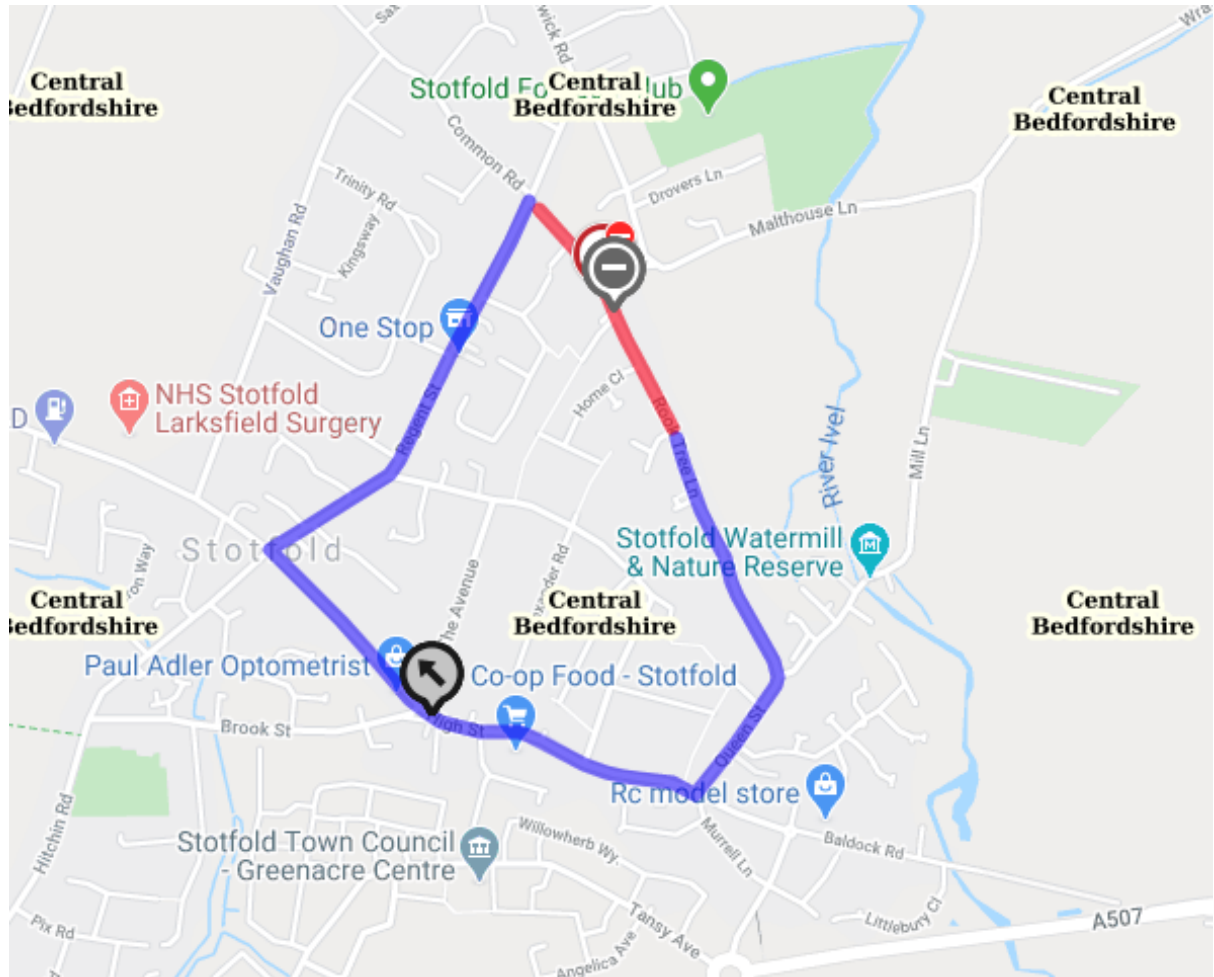 Central
Bedfordshire
Stotfold
Central
Bedfordshire
Central
Bedfordshire
Common Rd
Trinity Rd
Kingsway
Vaughan Rd
Drovers Ln
Malthouse Ln
One Stop
NHS Stotfold
Larksfield Surgery
Regent St
Home Cl
Rook Tree Ln
River Ivel
Mill Ln
Stotfold
Stotfold Watermill
& Nature Reserve
The Avenue
Central
Bedfordshire
Central
Bedfordshire
Central
Bedfordshire
Paul Adler Optometrist
Co-op Food - Stotfold
High St
Brook St
Queen St
Rc model store
Hitchin Rd
Stotfold Town Council
- Greenacre Centre
Willowherb Wy.
Murrell Ln
Baldock Rd
Littlebury Cl
A507
Tansy Ave
Angelica Ave
Pix Rd